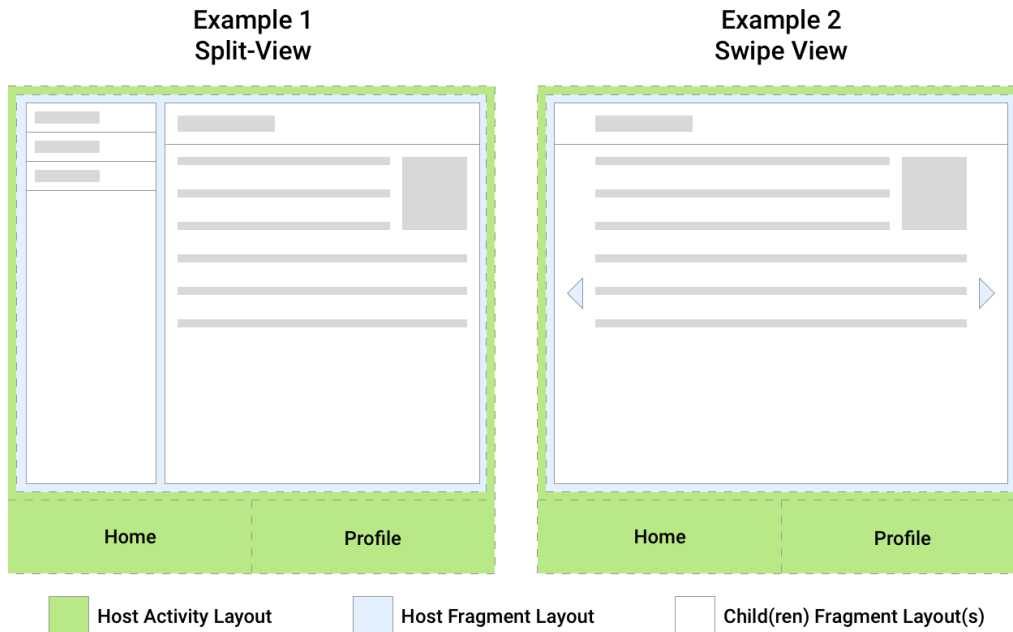 Example 1
Split-View
Example 2
Swipe View
Home
Profile
Home
Profile
Host Activity Layout
Host Fragment Layout
Child(ren) Fragment Layout(s)